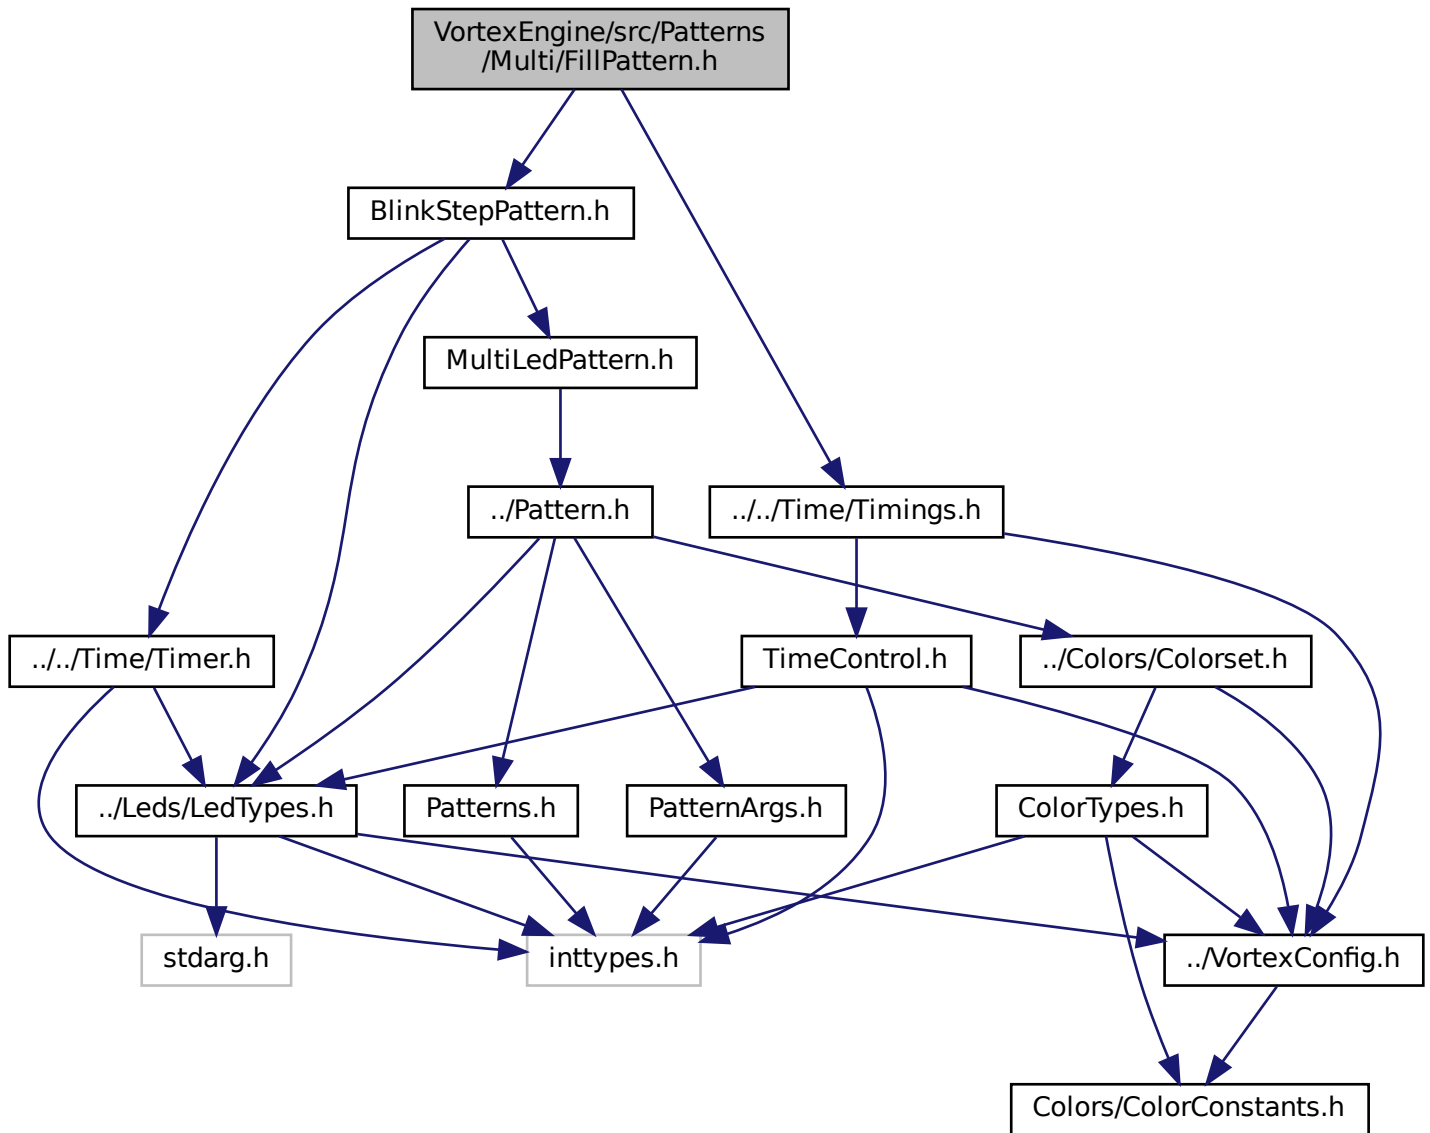 VortexEngine/src/Patterns
/Multi/FillPattern.h
BlinkStepPattern.h
MultiLedPattern.h
../Pattern.h
../../Time/Timings.h
../../Time/Timer.h
TimeControl.h
../Colors/Colorset.h
../Leds/LedTypes.h
Patterns.h
PatternArgs.h
ColorTypes.h
stdarg.h
inttypes.h
../VortexConfig.h
Colors/ColorConstants.h